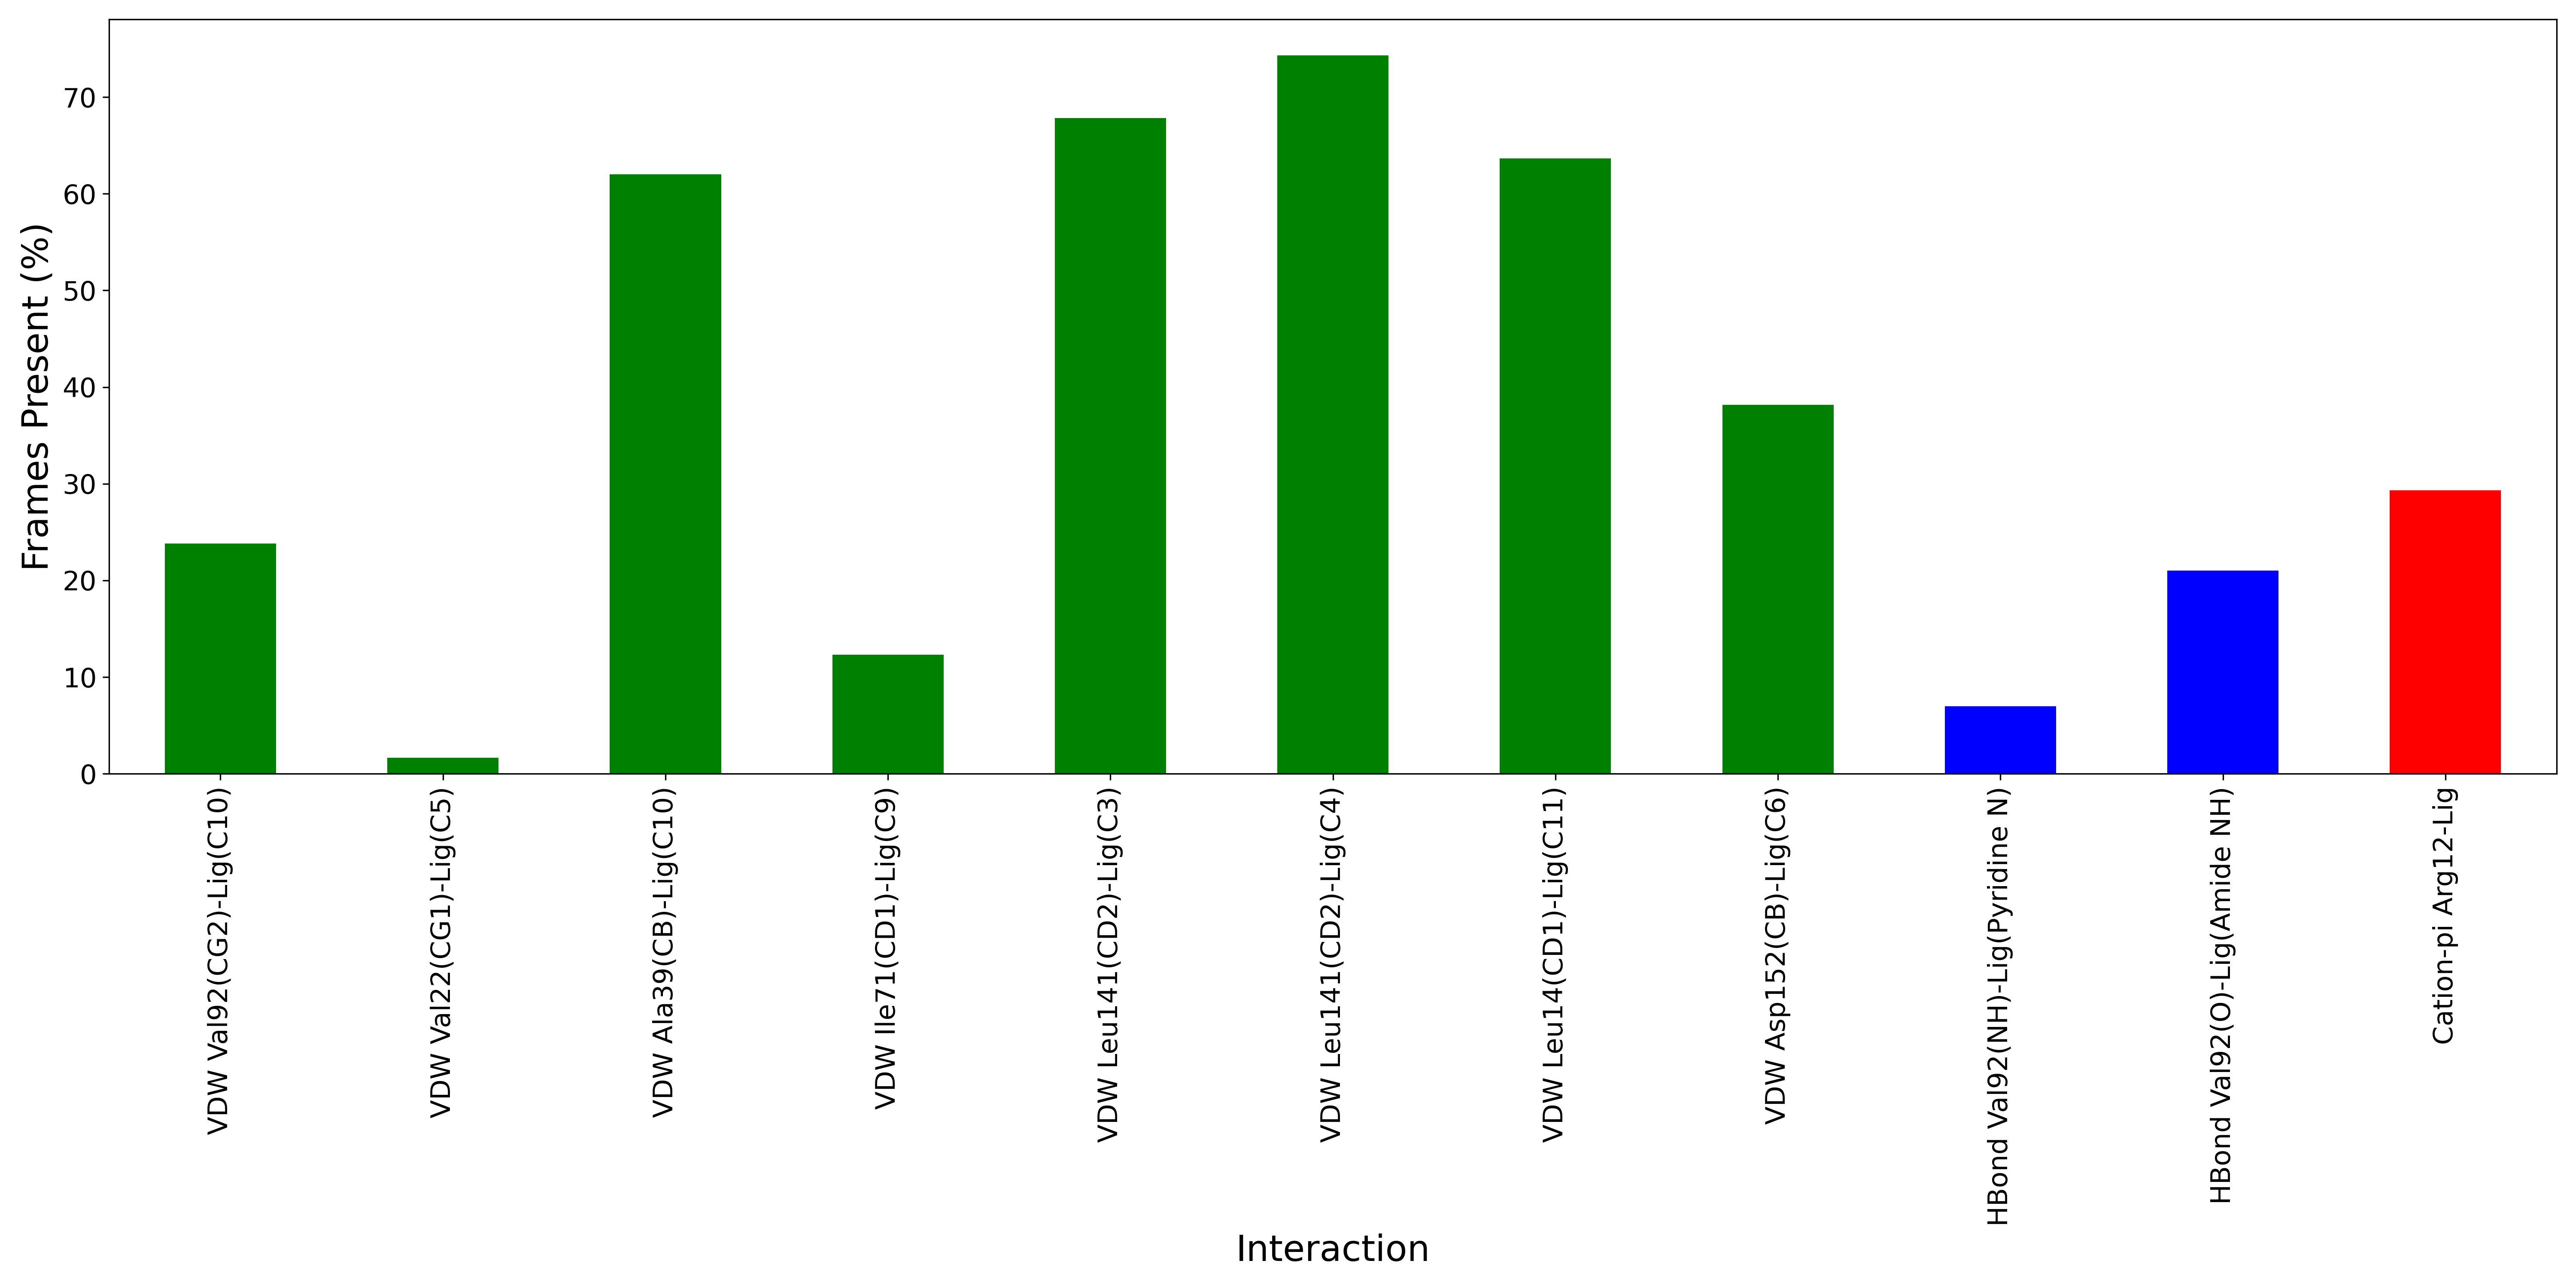 Frames Present (%)
70
60
50
40
30
20
10
0
VDW Val92(CG2)-Lig(C10)
VDW Val22(CG1)-Lig(C5)
VDW Ala39(CB)-Lig(C10)
VDW Ile71(CD1)-Lig(C9)
VDW Leu141(CD2)-Lig(C3)
VDW Leu141(CD2)-Lig(C4)
VDW Leu14(CD1)-Lig(C11)
VDW Asp152(CB)-Lig(C6)
HBond Val92(NH)-Lig(Pyridine N)
HBond Val92(O)-Lig(Amide NH)
Cation-pi Arg12-Lig
Interaction